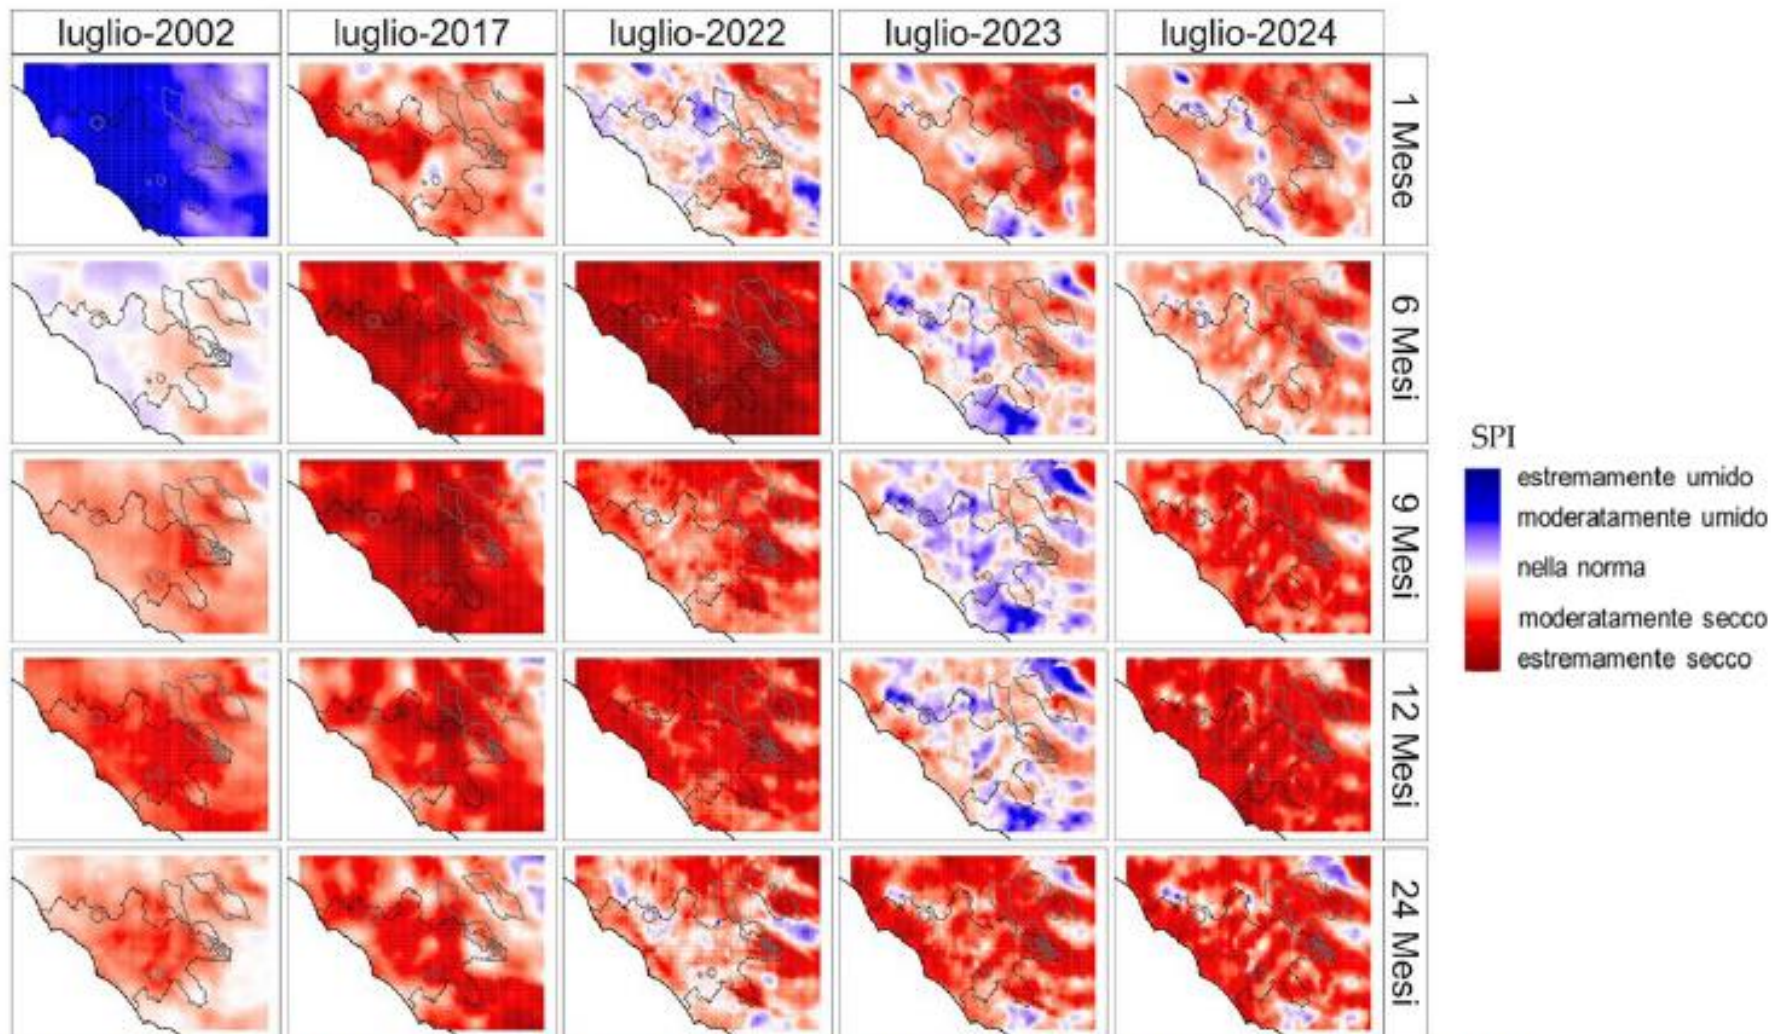 luglio-2002 luglio-2017 luglio-2022 luglio-2023 luglio-2024
1 Mese
6 Mesi
9 Mesi
12 Mesi
24 Mesi
SPI
estremamente umido
moderatamente umido
nella norma
moderatamente secco
estremamente secco